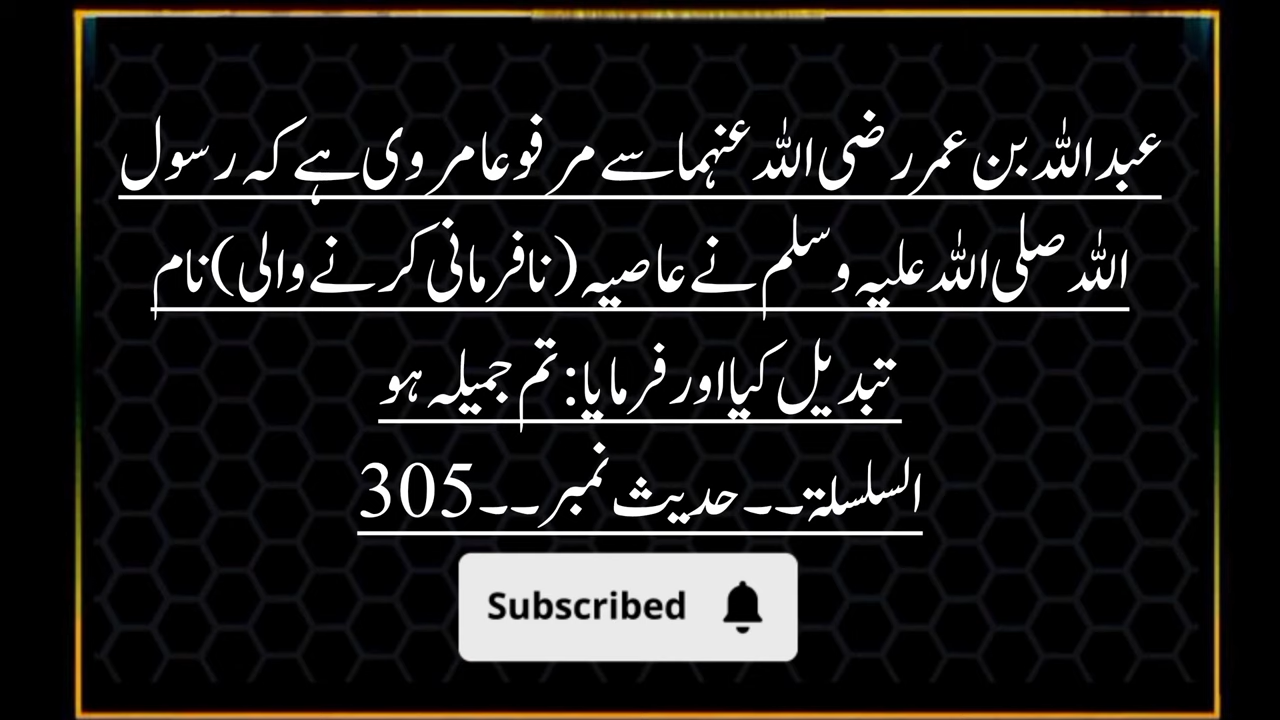 عبداللہ بن عمر رضی اللہ عنہما سے مرفوعا مروی ہے کہ رسول
اللہ صلی اللہ علیہ وسلم نے عاصیہ (نافرمانی کرنے والی) نام
تبدیل کیا اور فرمایا: تم جمیلہ ہو
السلسلۃ۔۔حدیث نمبر۔۔305
Subscribed